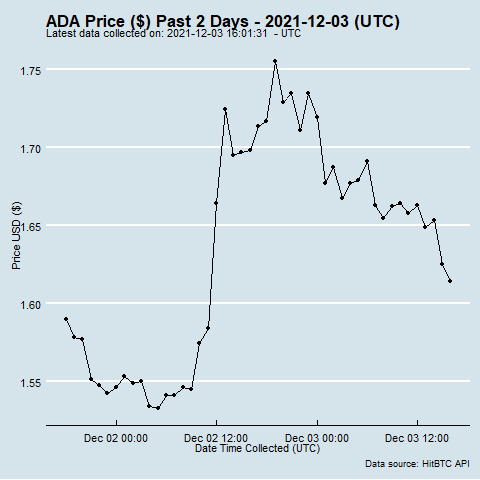 ADA Price ($) Past 2 Days - 2021-12-03 (UTC)
Latest data collected on: 2021-12-03 16:01:31  - UTC
1.75
1.70
1.65
1.60
1.55
Price USD ($)
Dec 02 00:00
Dec 02 12:00
Dec 03 00:00
Dec 03 12:00
Date Time Collected (UTC)
Data source: HitBTC API